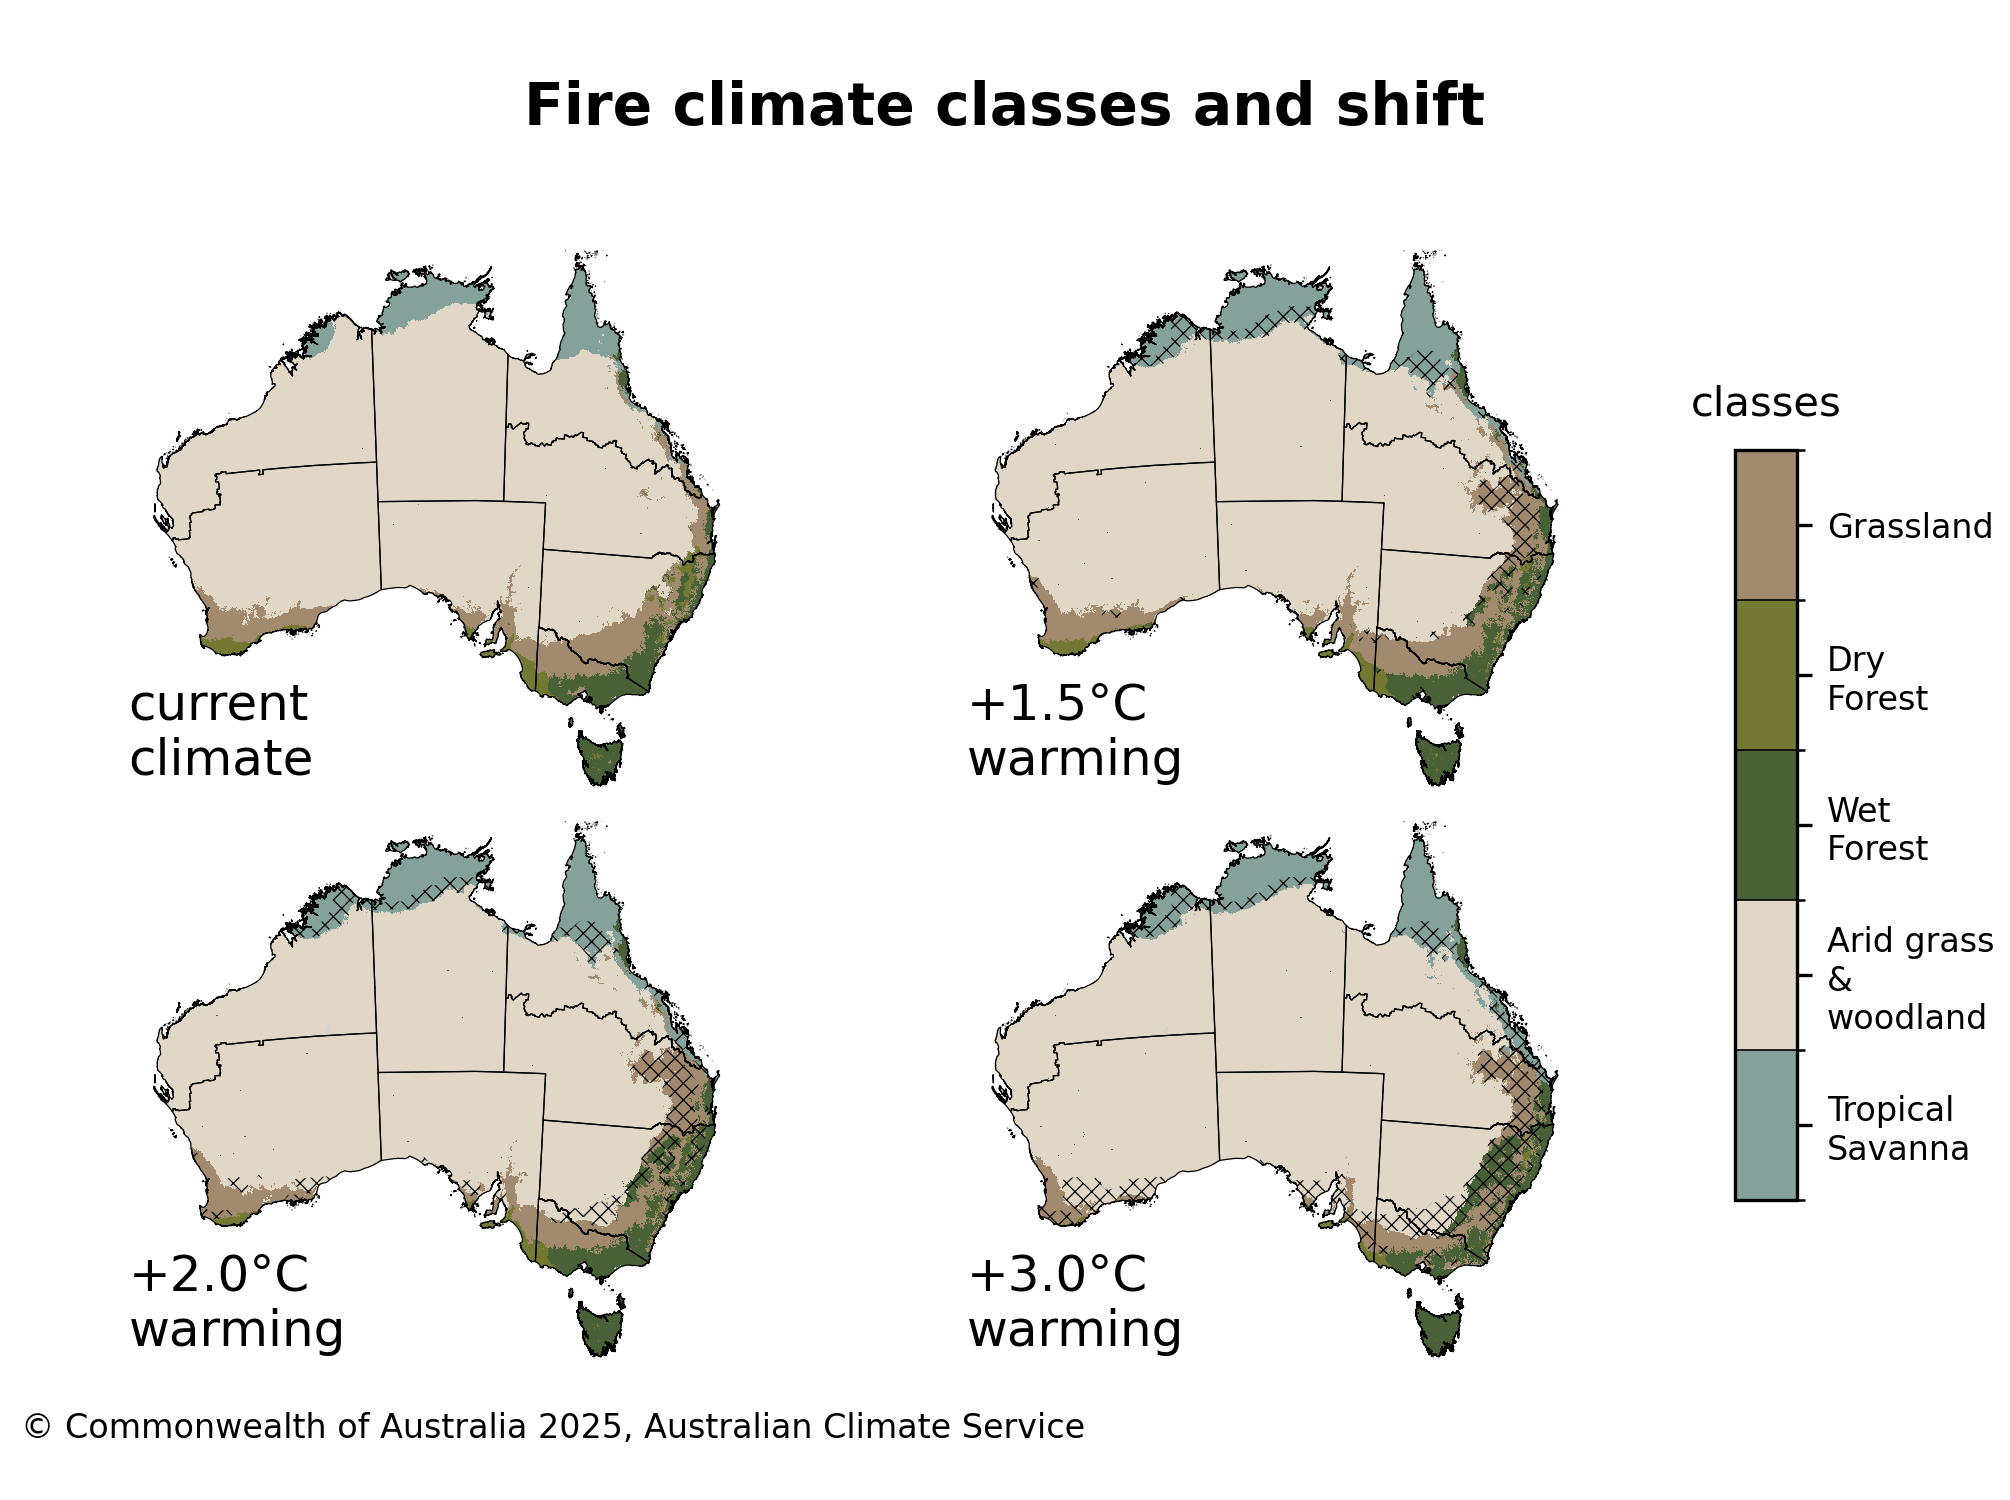 Fire climate classes and shift
current
climate
+1.5°C
warming
+2.0°C
warming
+3.0°C
warming
classes
Grassland
Dry
Forest
Wet
Forest
Arid grass
&
woodland
Tropical
Savanna
© Commonwealth of Australia 2025, Australian Climate Service